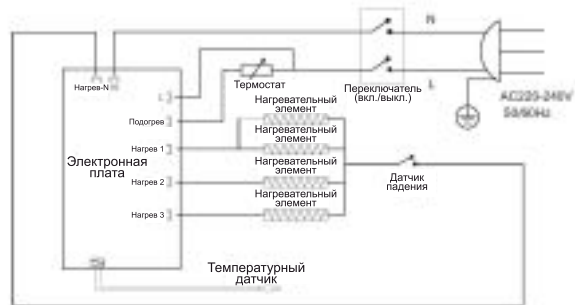 N
Нагрев-N
Термостат
Переключатель
(вкл./выкл.)
L
AC220-240V
50/60Hz
L
Нагревательный
элемент
Подогрев
Нагревательный
элемент
Нагрев 1
Электронная
плата
Нагревательный
элемент
Датчик
падения
Нагрев 2
Нагревательный
элемент
Нагрев 3
Температурный
датчик